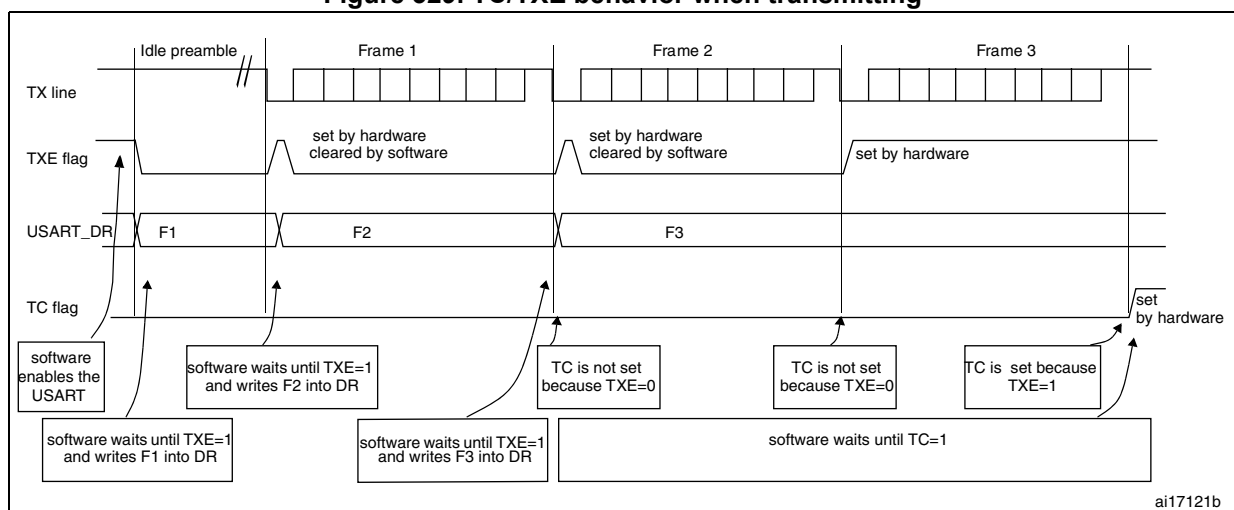 Idle preamble
Frame 1
Frame 2
Frame 3
TX line
TXE flag
set by hardware
cleared by software
set by hardware
cleared by software
set by hardware
USART_DR
F1
F2
F3
TC flag
set
by hardware
software
enables the
USART
software waits until TXE=1
and writes F2 into DR
TC is not set
because TXE=0
TC is not set
because TXE=0
TC is set because
TXE=1
software waits until TXE=1
and writes F1 into DR
software waits until TXE=1
and writes F3 into DR
software waits until TC=1
ai17121b